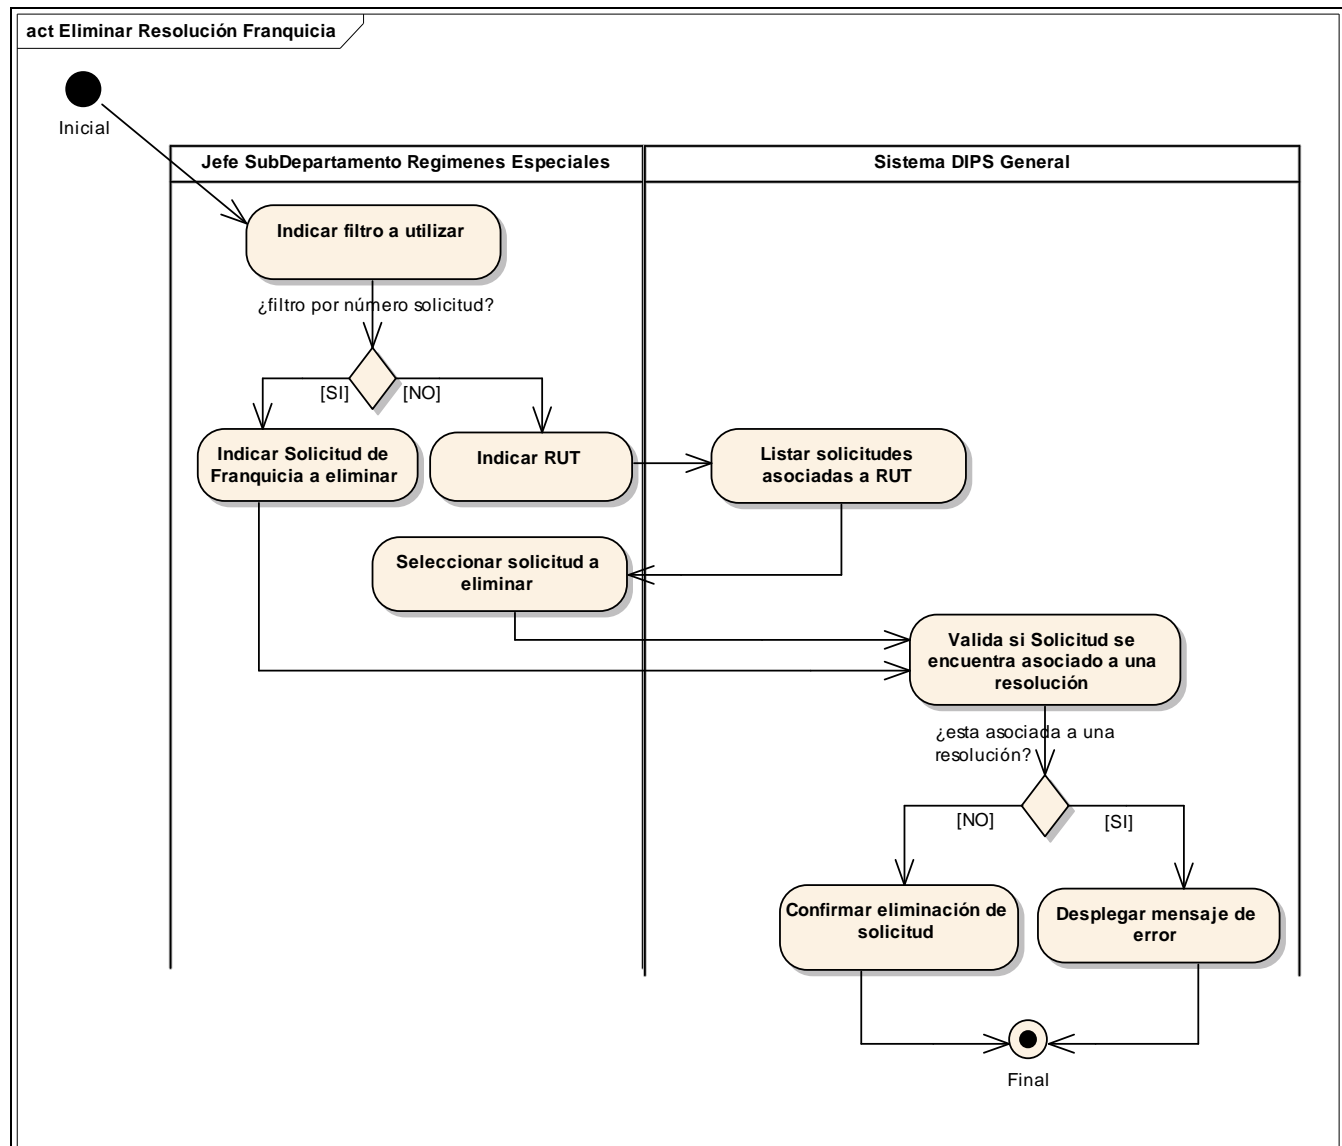 act Eliminar Resolución Franquicia
Inicial
Jefe SubDepartamento Regimenes Especiales
Sistema DIPS General
Indicar filtro a utilizar
¿filtro por número solicitud?
[SI]
[NO]
Indicar Solicitud de
Franquicia a eliminar
Indicar RUT
Listar solicitudes
asociadas a RUT
Seleccionar solicitud a
eliminar
Valida si Solicitud se
encuentra asociado a una
resolución
¿esta asociada a una
resolución?
[NO]
[SI]
Confirmar eliminación de
solicitud
Desplegar mensaje de
error
Final